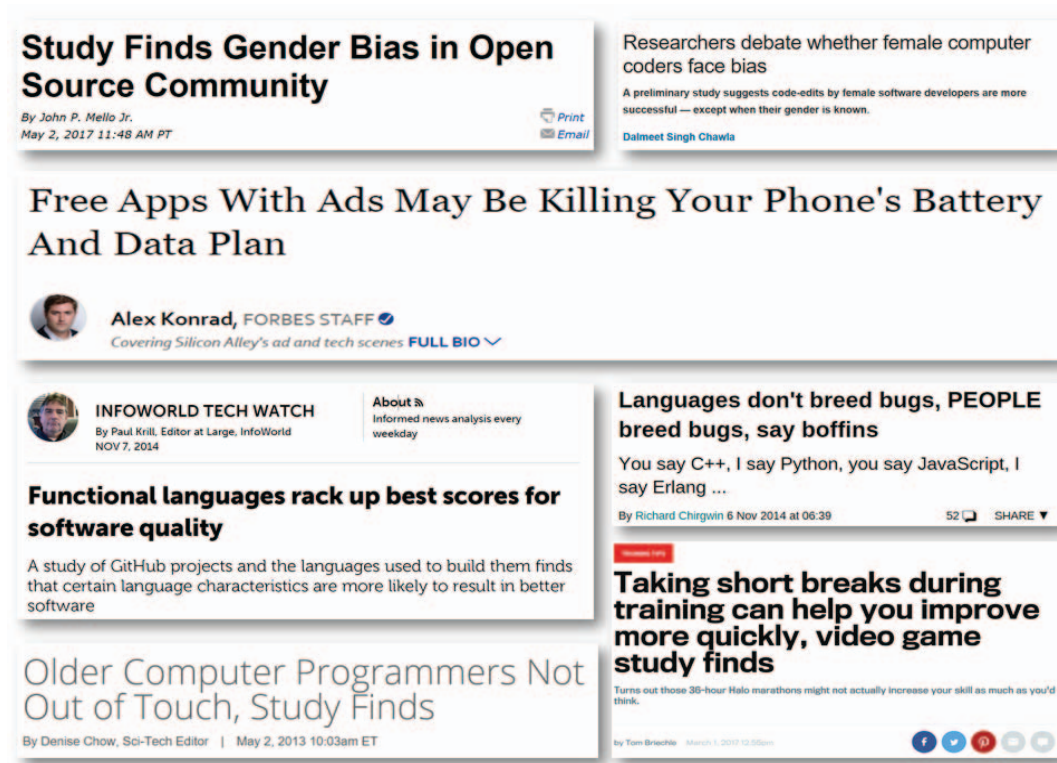 Study Finds Gender Bias in Open
Source Community
By John P. Mello Jr.
May 2, 2017 11:48 AM PT
Print
Email
Researchers debate whether female computer
coders face bias
A preliminary study suggests code-edits by female software developers are more
successful — except when their gender is known.
Dalmeet Singh Chawla
Free Apps With Ads May Be Killing Your Phone's Battery
And Data Plan
Alex Konrad, FORBES STAFF
Covering Silicon Alley's ad and tech scenes FULL BIO
INFOWORLD TECH WATCH
By Paul Krill, Editor at Large, InfoWorld
NOV 7, 2014
About
Informed news analysis every
weekday
Functional languages rack up best scores for
software quality
A study of GitHub projects and the languages used to build them finds
that certain language characteristics are more likely to result in better
software
Languages don't breed bugs, PEOPLE
breed bugs, say boffins
You say C++, I say Python, you say JavaScript, I
say Erlang ...
By Richard Chirgwin 6 Nov 2014 at 06:39
52 SHARE ▼
TRAINING TIPS
Taking short breaks during
training can help you improve
more quickly, video game
study finds
Turns out those 36-hour Halo marathons might not actually increase your skill as much as you'd
think.
by Tom Briechle March 1, 2017 12:55pm
Older Computer Programmers Not
Out of Touch, Study Finds
By Denise Chow, Sci-Tech Editor | May 2, 2013 10:03am ET